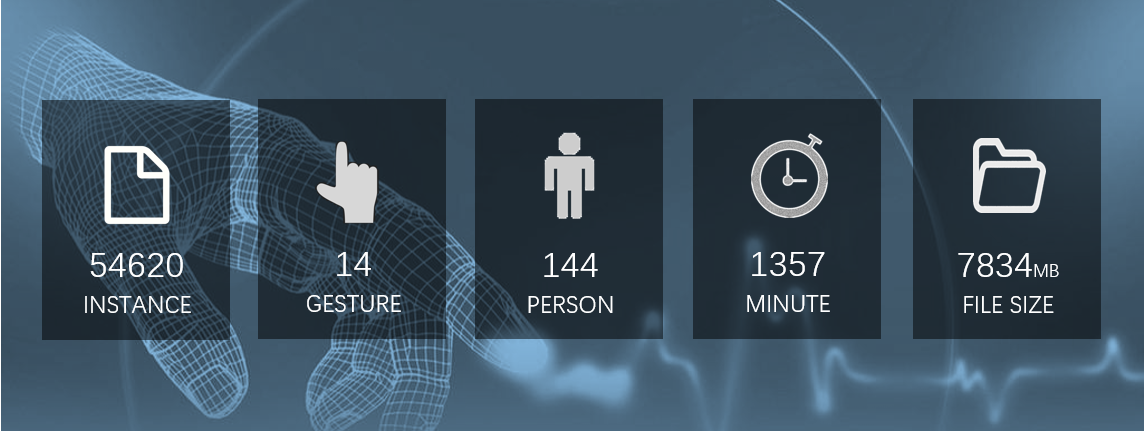 54620
INSTANCE
14
GESTURE
144
PERSON
1357
MINUTE
7834MB
FILE SIZE